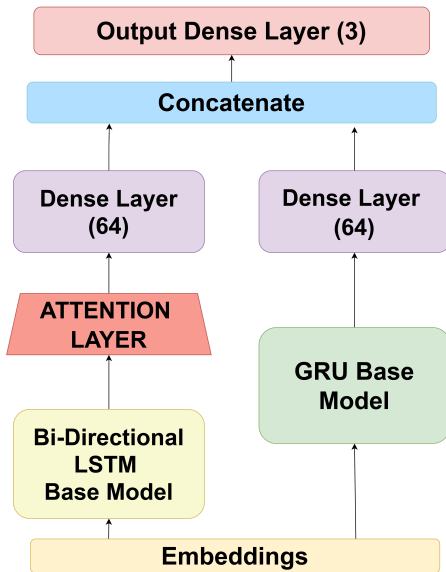 Output Dense Layer (3)
Concatenate
Dense Layer
(64)
Dense Layer
(64)
ATTENTION
LAYER
GRU Base
Model
Bi-Directional
LSTM
Base Model
Embeddings